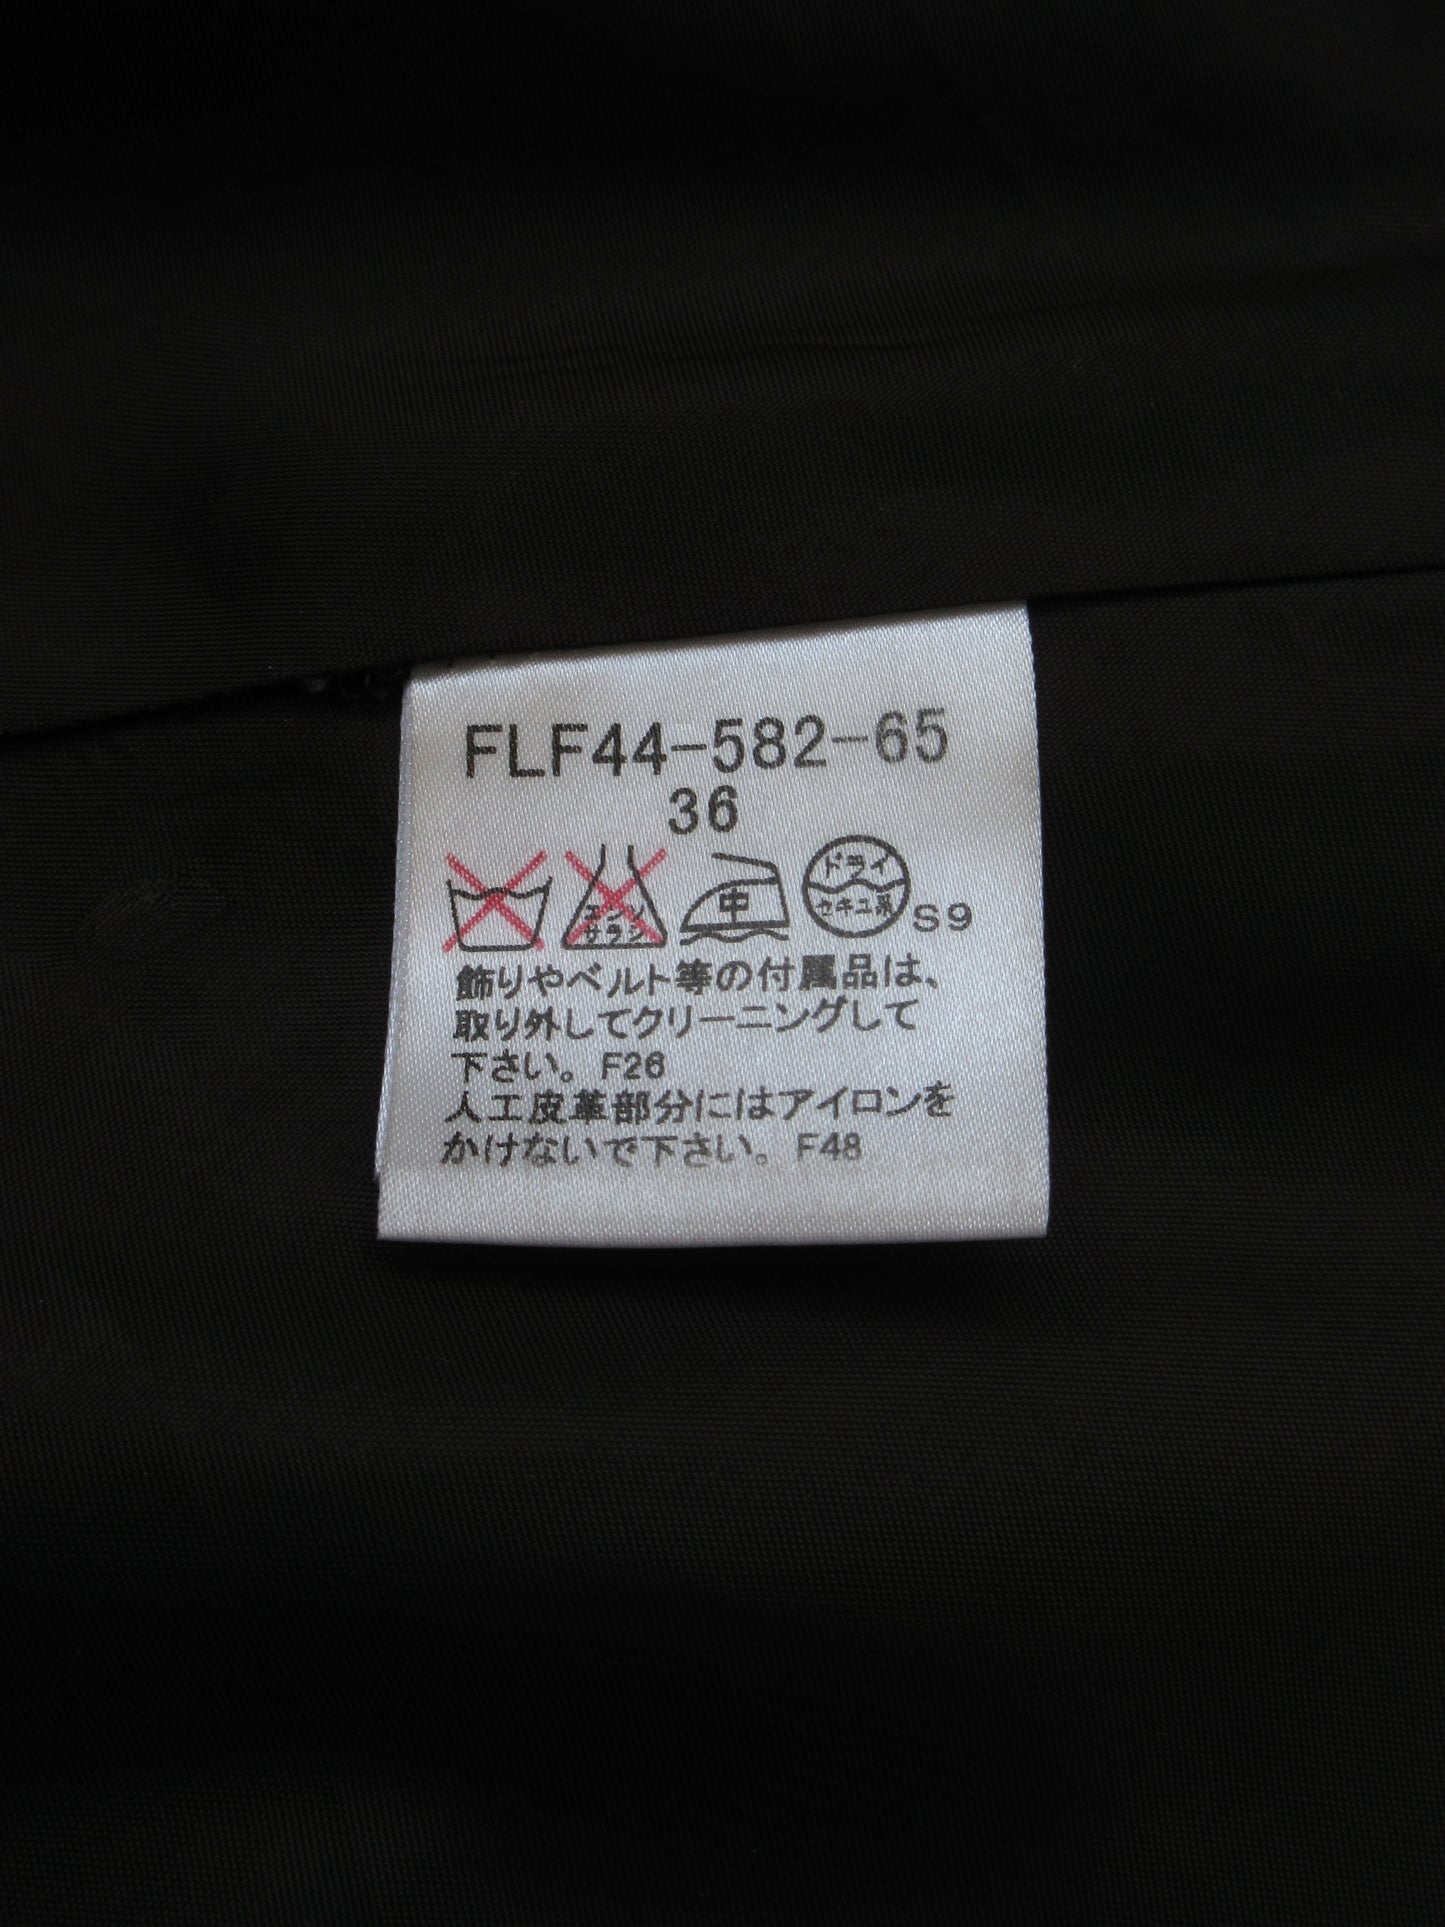 FLF44-582-65
36
エンソ
サラシ
中
ドライ
セキユ系
S9
飾りやベルト等の付属品は、
取り外してクリーニングして
下さい。F26
人工皮革部分にはアイロンを
かけないで下さい。F48